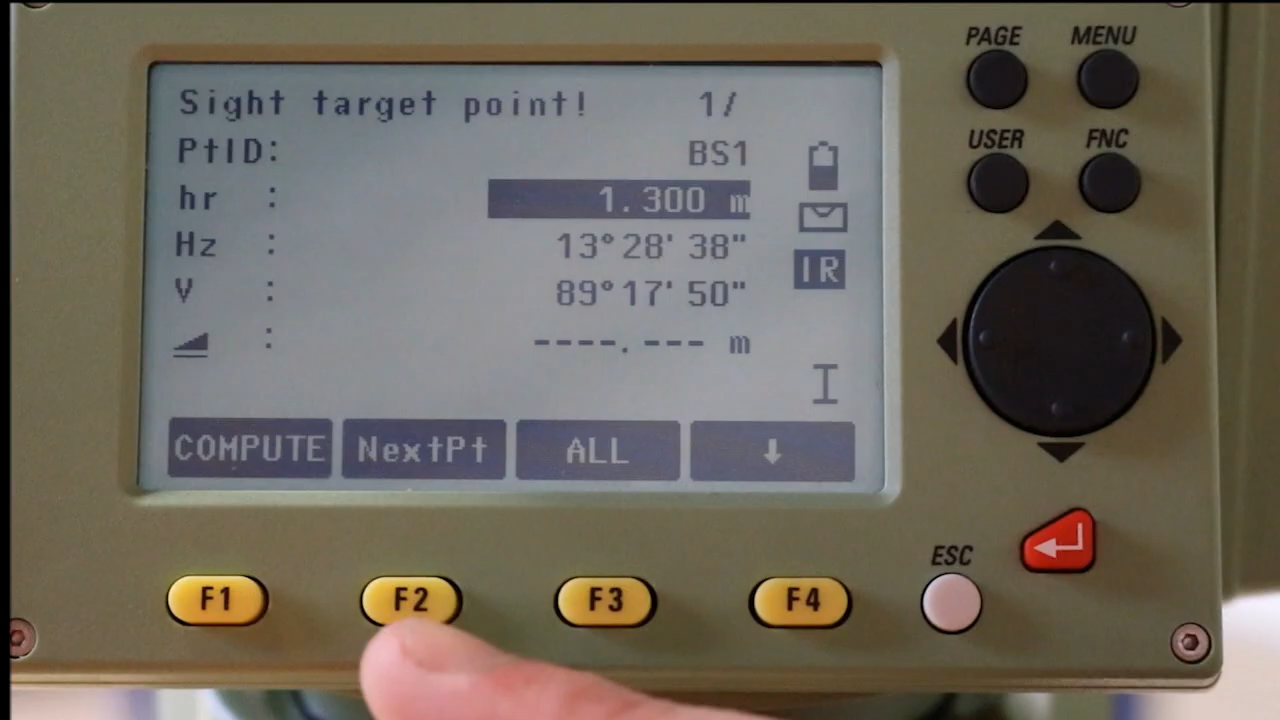 PAGE MENU
Sight target point! 1/
PtID: BS1
USER FNC
hr : 1.300 m
Hz : 13°28'38"
IR
V : 89°17'50"
: ----.--- m
COMPUTE NextPt ALL ↓
ESC
F1 F2 F3 F4